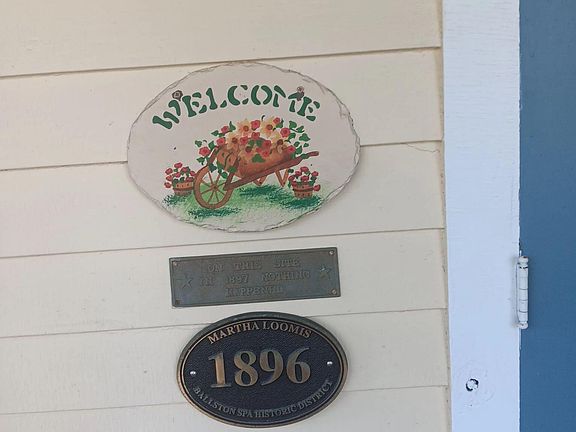 WELCOME
ON THIS SITE
IN 1897 NOTHING
HAPPENED
MARTHA LOOMIS
1896
BALLSTON SPA HISTORIC DISTRICT